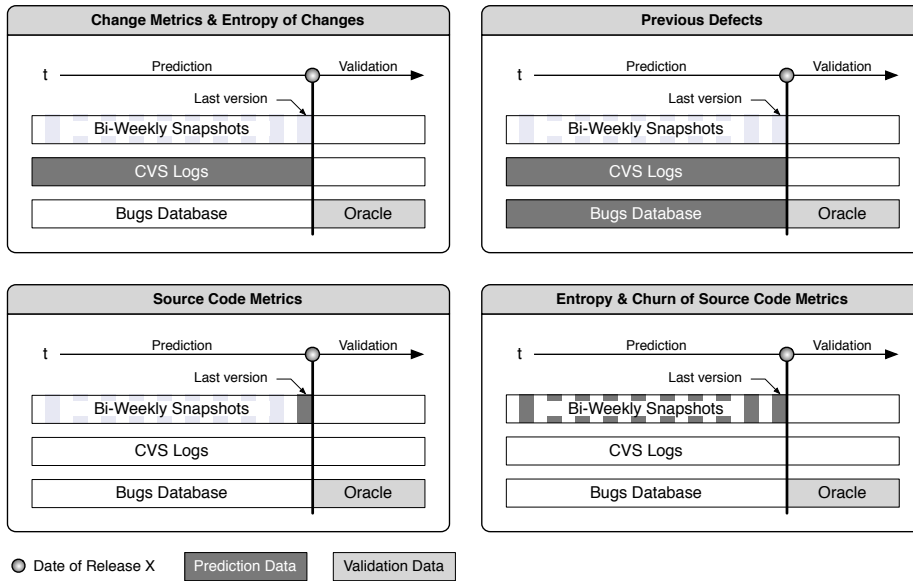 Change Metrics & Entropy of Changes
t
Prediction
Validation
Last version
Bi-Weekly Snapshots
CVS Logs
Bugs Database
Oracle
Previous Defects
t
Prediction
Validation
Last version
Bi-Weekly Snapshots
CVS Logs
Bugs Database
Oracle
Source Code Metrics
t
Prediction
Validation
Last version
Bi-Weekly Snapshots
CVS Logs
Bugs Database
Oracle
Entropy & Churn of Source Code Metrics
t
Prediction
Validation
Last version
Bi-Weekly Snapshots
CVS Logs
Bugs Database
Oracle
Date of Release X
Prediction Data
Validation Data